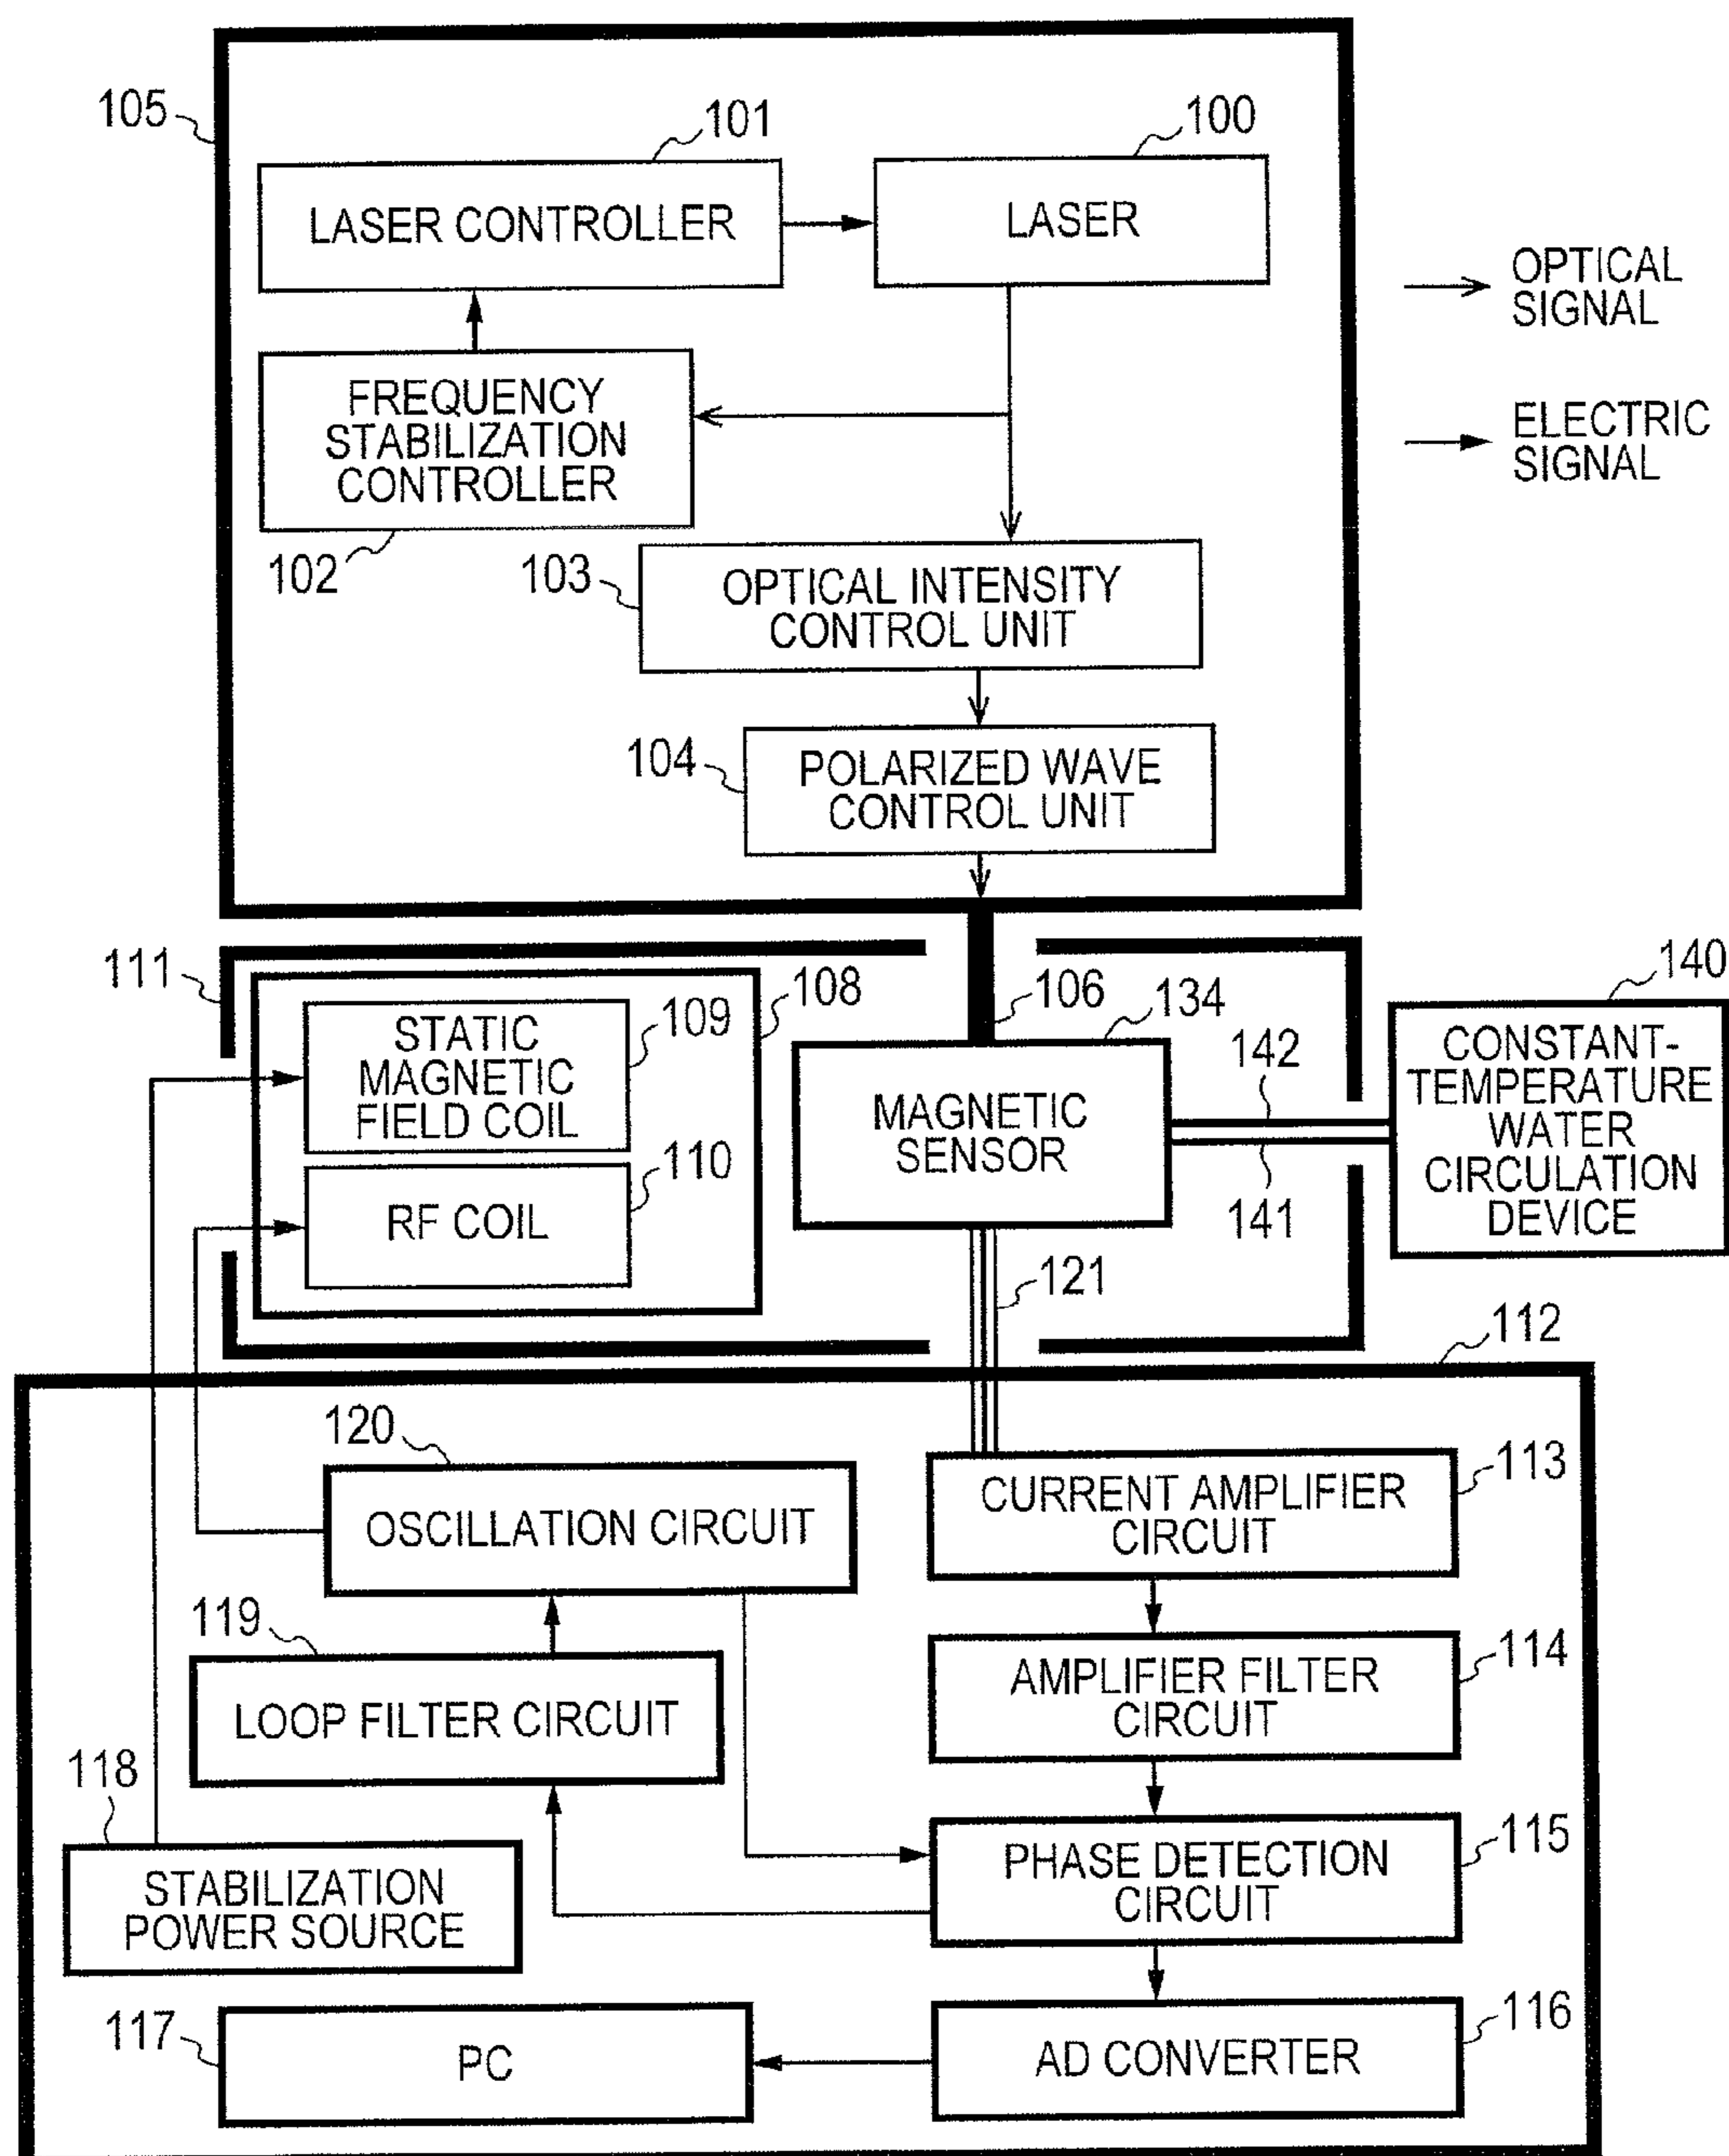 105
101
100
LASER CONTROLLER
LASER
OPTICAL
SIGNAL
FREQUENCY
STABILIZATION
CONTROLLER
ELECTRIC
SIGNAL
102
103
OPTICAL INTENSITY
CONTROL UNIT
104
POLARIZED WAVE
CONTROL UNIT
111
108
106
134
140
STATIC
MAGNETIC
FIELD COIL
109
MAGNETIC
SENSOR
142
141
CONSTANT-
TEMPERATURE
WATER
CIRCULATION
DEVICE
RF COIL
110
121
112
120
OSCILLATION CIRCUIT
CURRENT AMPLIFIER
CIRCUIT
113
119
LOOP FILTER CIRCUIT
AMPLIFIER FILTER
CIRCUIT
114
118
STABILIZATION
POWER SOURCE
PHASE DETECTION
CIRCUIT
115
117
PC
AD CONVERTER
116